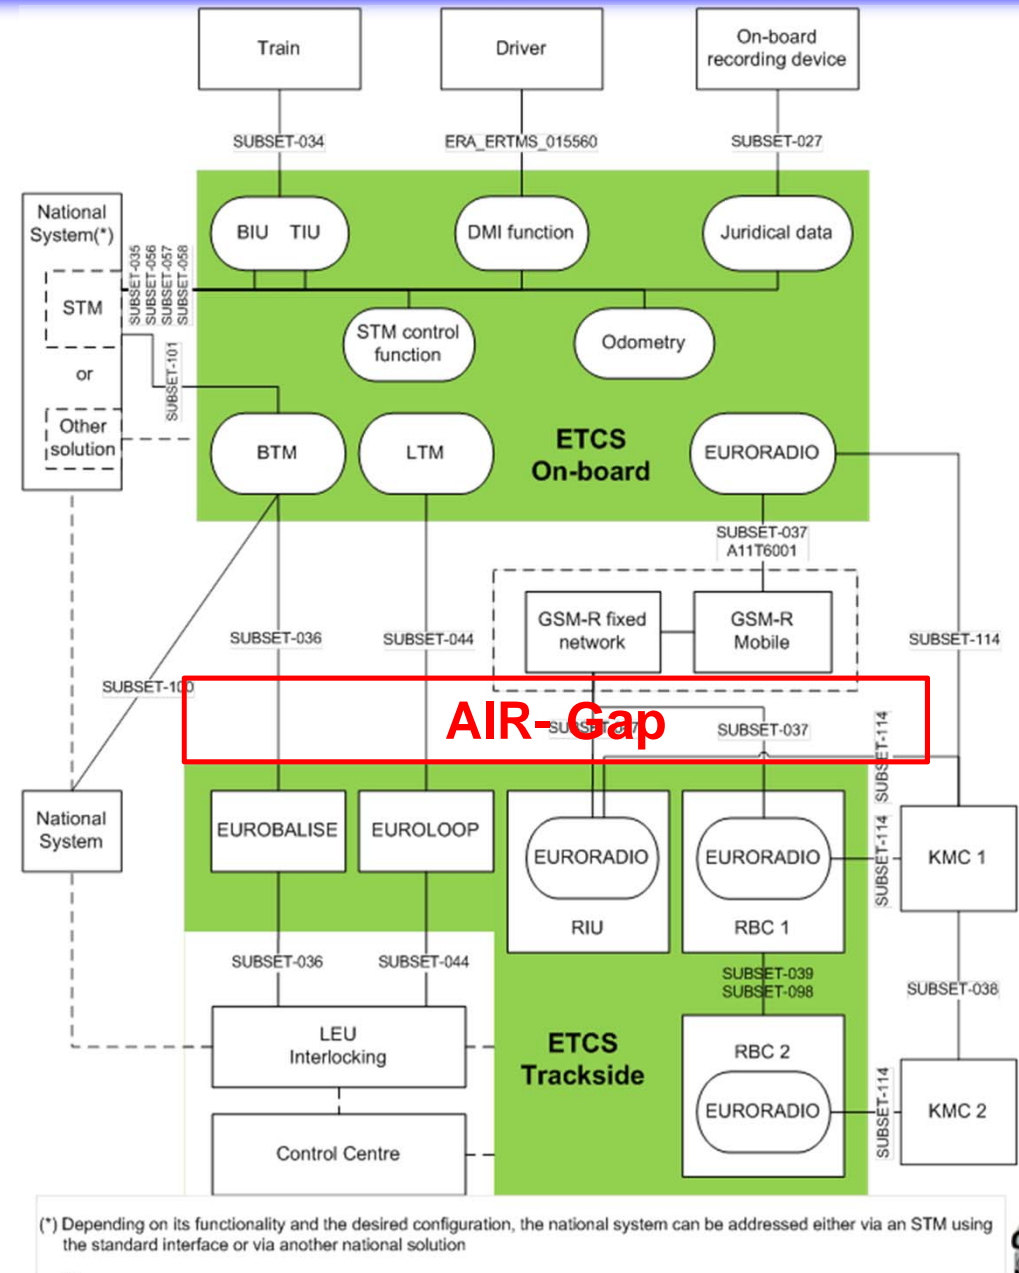 Train
Driver
On-board
recording device
SUBSET-034
ERA_ERTMS_015560
SUBSET-027
National
System(*)
STM
or
Other
solution
SUBSET-035
SUBSET-056
SUBSET-057
SUBSET-058
SUBSET-101
BIU TIU
DMI function
Juridical data
STM control
function
Odometry
BTM
LTM
ETCS
On-board
EURORADIO
SUBSET-037
A11T6001
GSM-R fixed
network
GSM-R
Mobile
SUBSET-036
SUBSET-044
SUBSET-114
SUBSET-100
AIR- Gap
SUBSET-037
SUBSET-114
National
System
EUROBALISE
EUROLOOP
EURORADIO
RIU
EURORADIO
RBC 1
SUBSET-114
KMC 1
SUBSET-036
SUBSET-044
SUBSET-039
SUBSET-098
SUBSET-038
LEU
Interlocking
ETCS
Trackside
RBC 2
EURORADIO
SUBSET-114
KMC 2
Control Centre
(*) Depending on its functionality and the desired configuration, the national system can be addressed either via an STM using
the standard interface or via another national solution